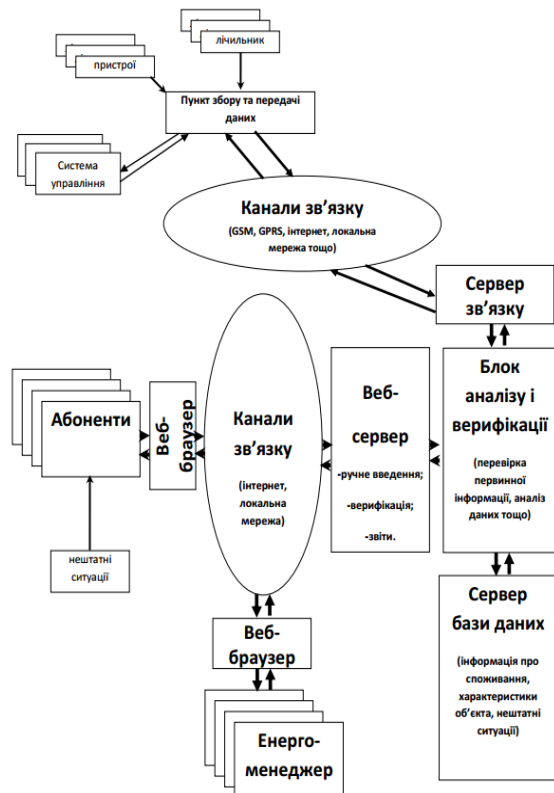 лічильник
пристрої
Пункт збору та передачі
даних
Система
управління
Канали зв’язку
(GSM, GPRS, інтернет, локальна
мережа тощо)
Сервер
зв’язку
Абоненти
Веб-
браузер
Канали
зв’язку
(інтернет,
локальна
мережа)
Веб-
сервер
-ручне введення;
-верифікація;
-звіти.
Блок
аналізу і
верифікації
(перевірка
первинної
інформації, аналіз
даних тощо)
нештатні
ситуації
Сервер
бази даних
(інформація про
споживання,
характеристики
об’єкта, нештатні
ситуації)
Веб-
браузер
Енерго-
менеджер